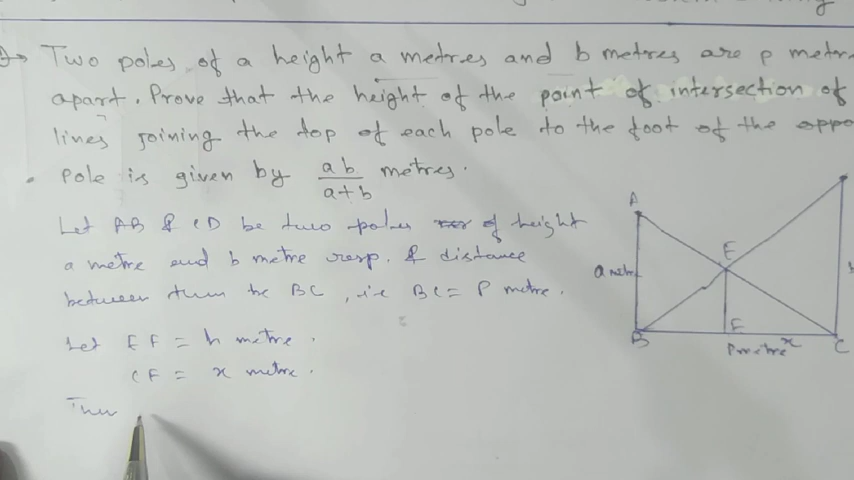 Two poles of a height a metres and b metres are p metr
apart. Prove that the height of the point of intersection of
lines joining the top of each pole to the foot of the oppo
pole is given by ab/a+b metres.
Let AB & CD be two poles of height
a metre and b metre resp. & distance
between them be BC, i.e BC = P metre.
Let EF = h metre.
CF = x metre.
Then
A
E
a metr
B
F
C
P metre
x